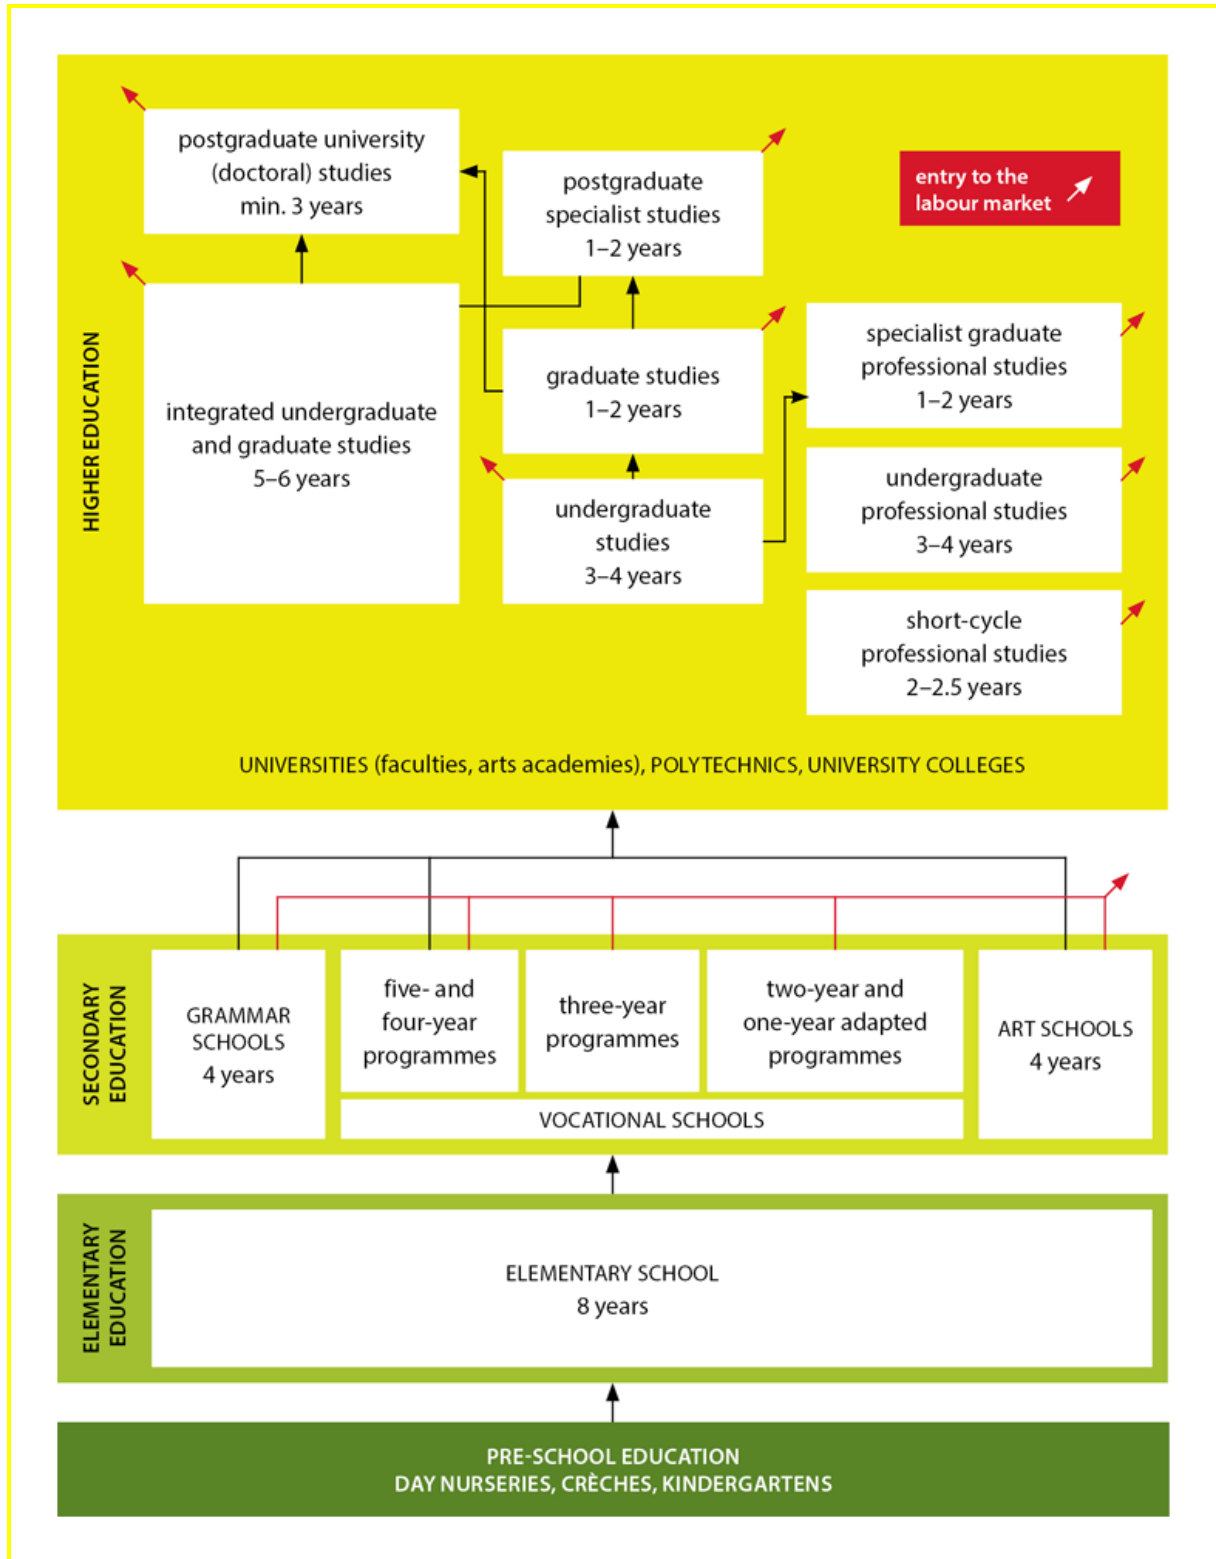 postgraduate university
(doctoral) studies
min. 3 years
postgraduate
specialist studies
1–2 years
entry to the
labour market
HIGHER EDUCATION
integrated undergraduate
and graduate studies
5–6 years
graduate studies
1–2 years
undergraduate
studies
3–4 years
specialist graduate
professional studies
1–2 years
undergraduate
professional studies
3–4 years
short-cycle
professional studies
2–2.5 years
UNIVERSITIES (faculties, arts academies), POLYTECHNICS, UNIVERSITY COLLEGES
SECONDARY
EDUCATION
GRAMMAR
SCHOOLS
4 years
five- and
four-year
programmes
three-year
programmes
two-year and
one-year adapted
programmes
VOCATIONAL SCHOOLS
ART SCHOOLS
4 years
ELEMENTARY
EDUCATION
ELEMENTARY SCHOOL
8 years
PRE-SCHOOL EDUCATION
DAY NURSERIES, CRÈCHES, KINDERGARTENS